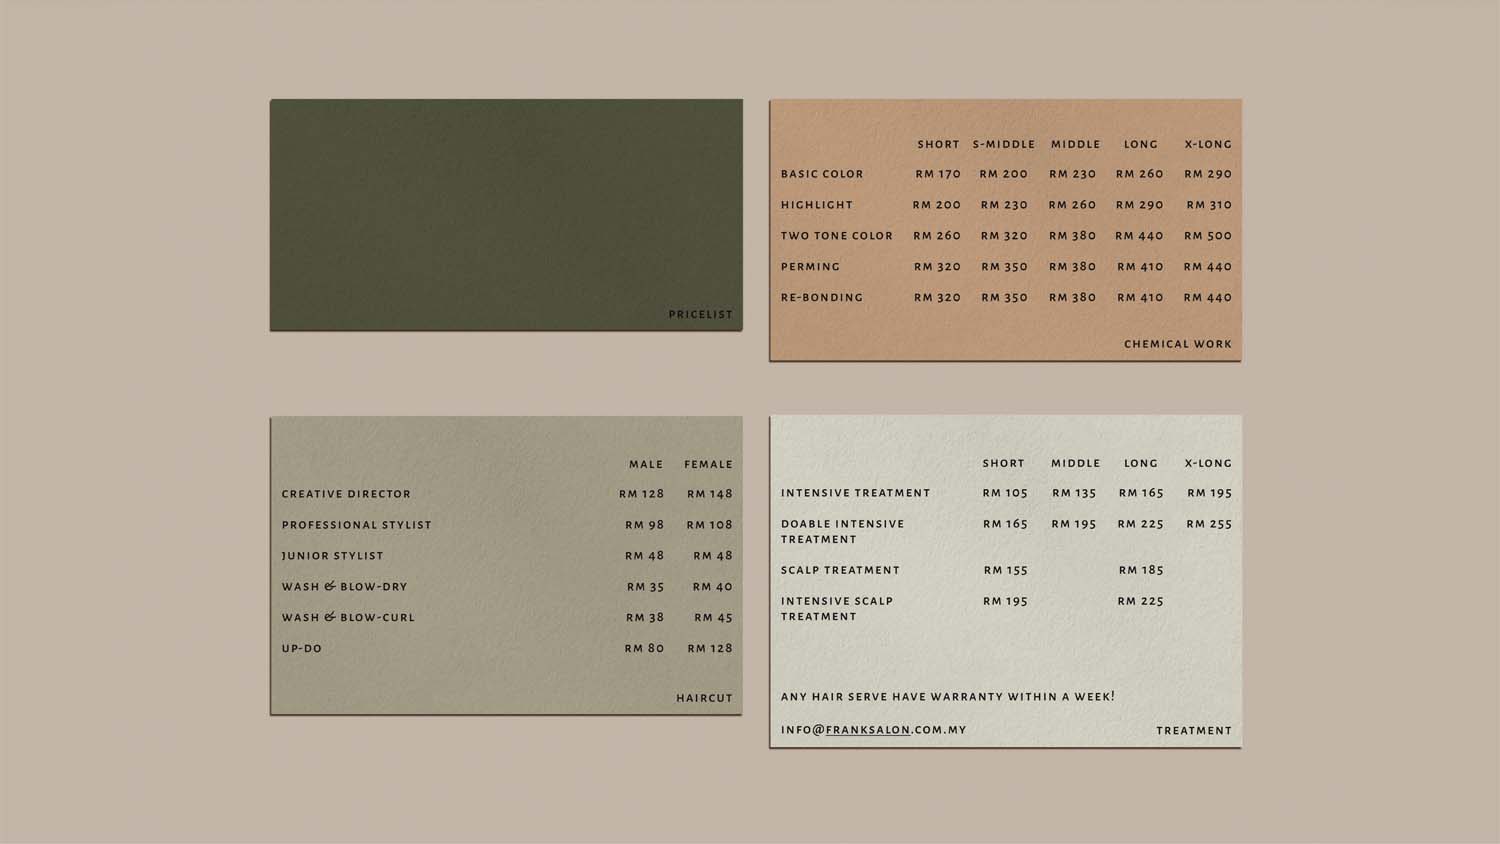 PRICELIST
SHORT S-MIDDLE MIDDLE LONG X-LONG
BASIC COLOR RM 170 RM 200 RM 230 RM 260 RM 290
HIGHLIGHT RM 200 RM 230 RM 260 RM 290 RM 310
TWO TONE COLOR RM 260 RM 320 RM 380 RM 440 RM 500
PERMING RM 320 RM 350 RM 380 RM 410 RM 440
RE-BONDING RM 320 RM 350 RM 380 RM 410 RM 440
CHEMICAL WORK
MALE FEMALE
CREATIVE DIRECTOR RM 128 RM 148
PROFESSIONAL STYLIST RM 98 RM 108
JUNIOR STYLIST RM 48 RM 48
WASH & BLOW-DRY RM 35 RM 40
WASH & BLOW-CURL RM 38 RM 45
UP-DO RM 80 RM 128
HAIRCUT
SHORT MIDDLE LONG X-LONG
INTENSIVE TREATMENT RM 105 RM 135 RM 165 RM 195
DOABLE INTENSIVE RM 165 RM 195 RM 225 RM 255
TREATMENT
SCALP TREATMENT RM 155 RM 185
INTENSIVE SCALP RM 195 RM 225
TREATMENT
ANY HAIR SERVE HAVE WARRANTY WITHIN A WEEK!
INFO@FRANKSALON.COM.MY TREATMENT